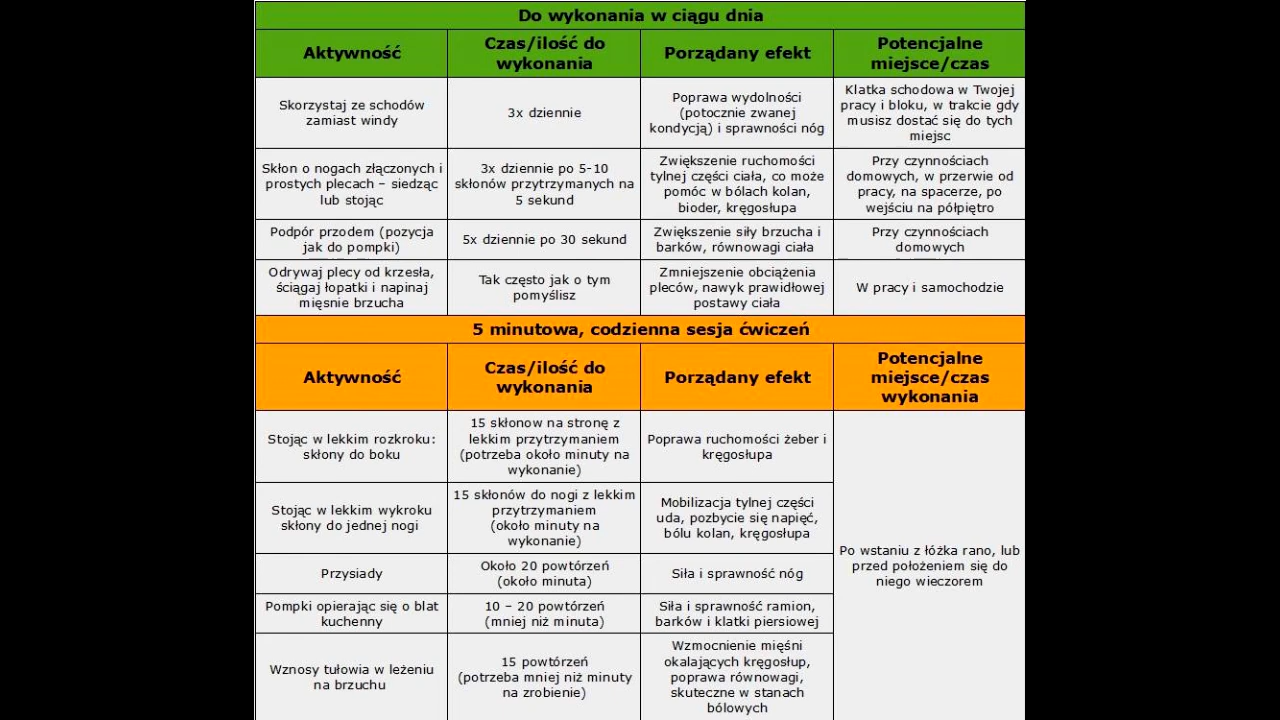 Do wykonania w ciągu dnia
Aktywność
Czas/ilość do
wykonania
Porządany efekt
Potencjalne
miejsce/czas
Skorzystaj ze schodów
zamiast windy
3x dziennie
Poprawa wydolności
(potocznie zwanej
kondycją) i sprawności nóg
Klatka schodowa w Twojej
pracy i bloku, w trakcie gdy
musisz dostać się do tych
miejsc
Skłon o nogach złączonych i
prostych plecach – siedząc
lub stojąc
3x dziennie po 5-10
skłonów przytrzymanych na
5 sekund
Zwiększenie ruchomości
tylnej części ciała, co może
pomóc w bólach kolan,
bioder, kręgosłupa
Przy czynnościach
domowych, w przerwie od
pracy, na spacerze, po
wejściu na półpiętro
Podpór przodem (pozycja
jak do pompki)
5x dziennie po 30 sekund
Zwiększenie siły brzucha i
barków, równowagi ciała
Przy czynnościach
domowych
Odrywaj plecy od krzesła,
ściągaj łopatki i napinaj
mięsnie brzucha
Tak często jak o tym
pomyślisz
Zmniejszenie obciążenia
pleców, nawyk prawidłowej
postawy ciała
W pracy i samochodzie
5 minutowa, codzienna sesja ćwiczeń
Aktywność
Czas/ilość do
wykonania
Porządany efekt
Potencjalne
miejsce/czas
wykonania
Stojąc w lekkim rozkroku:
skłony do boku
15 skłonow na stronę z
lekkim przytrzymaniem
(potrzeba około minuty na
wykonanie)
Poprawa ruchomości żeber i
kręgosłupa
Po wstaniu z łóżka rano, lub
przed położeniem się do
niego wieczorem
Stojąc w lekkim wykroku
skłony do jednej nogi
15 skłonów do nogi z lekkim
przytrzymaniem
(około minuty na
wykonanie)
Mobilizacja tylnej części
uda, pozbycie się napięć,
bólu kolan, kręgosłupa
Przysiady
Około 20 powtórzeń
(około minuta)
Siła i sprawność nóg
Pompki opierając się o blat
kuchenny
10 – 20 powtórzeń
(mniej niż minuta)
Siła i sprawność ramion,
barków i klatki piersiowej
Wznosy tułowia w leżeniu
na brzuchu
15 powtórzeń
(potrzeba mniej niż minuty
na zrobienie)
Wzmocnienie mięśni
okalających kręgosłup,
poprawa równowagi,
skuteczne w stanach
bólowych